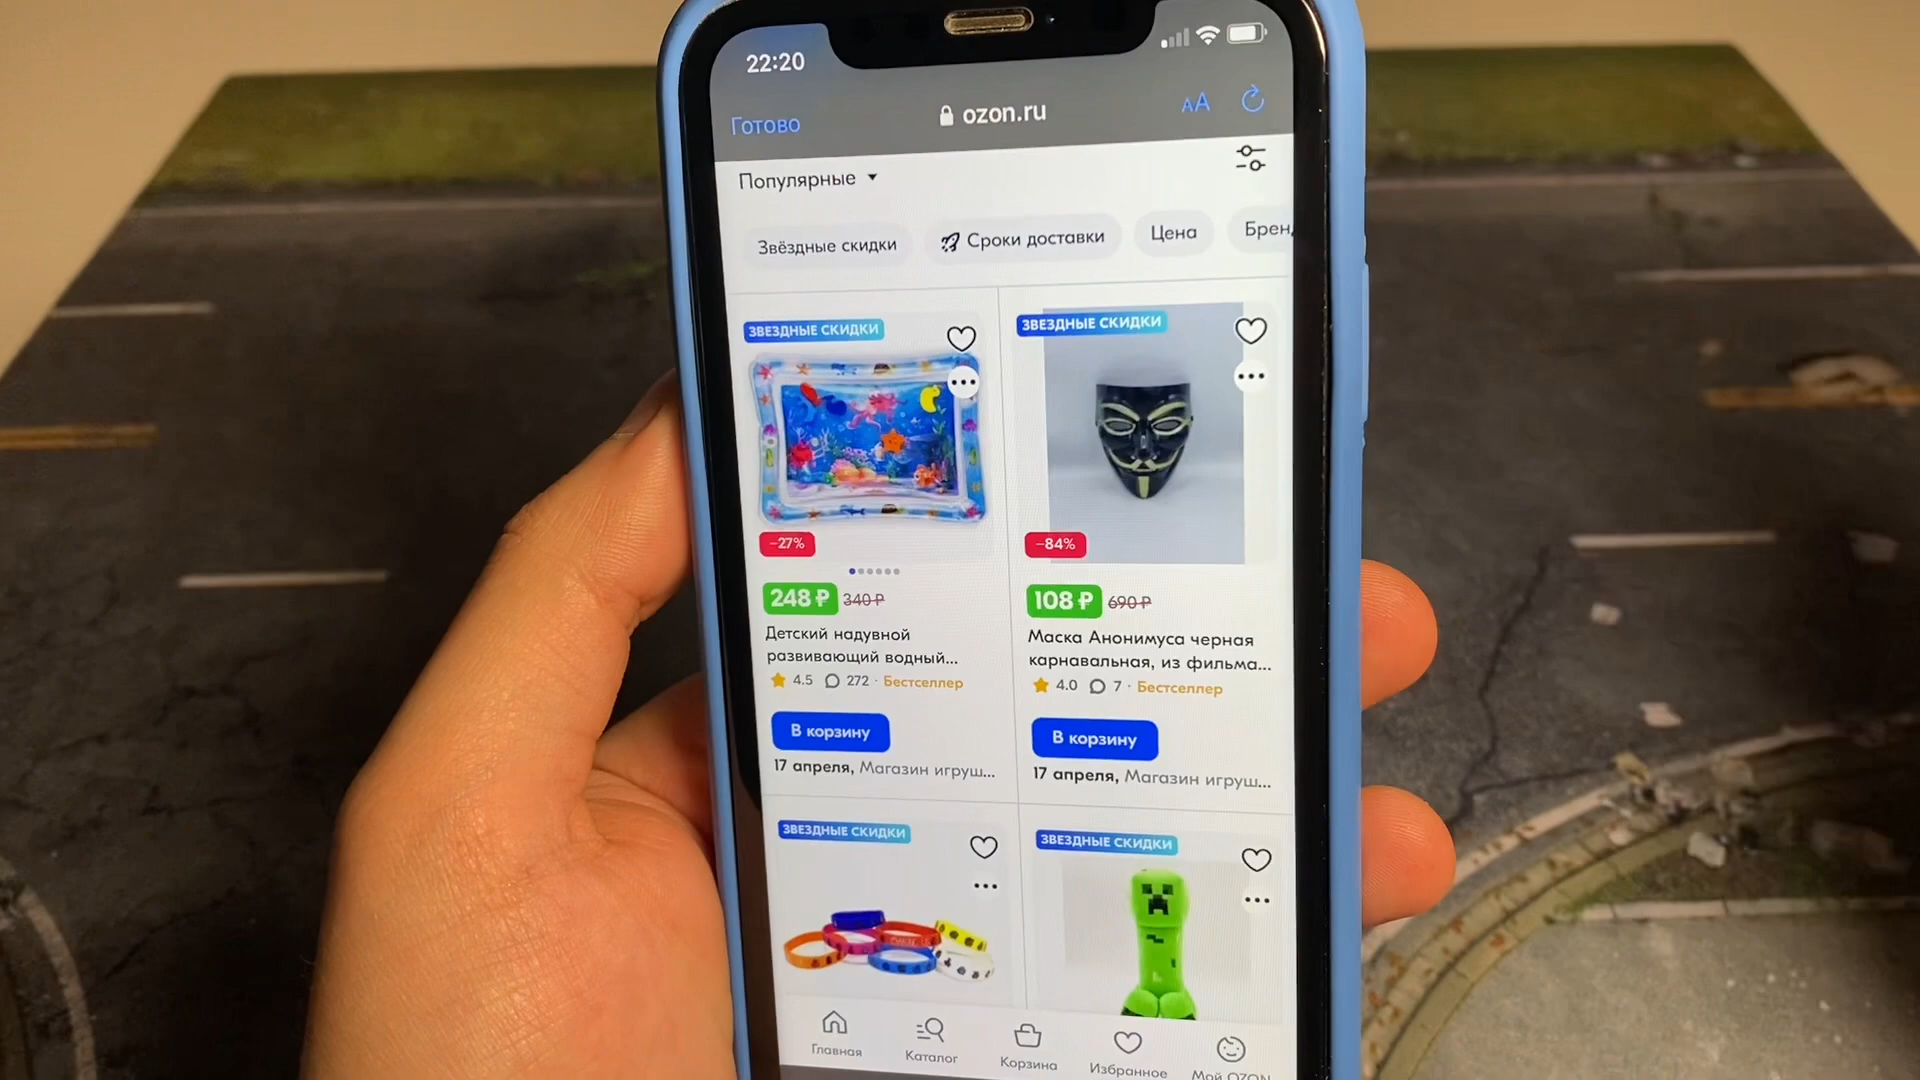 22:20
Готово
ozon.ru
AA
Популярные
Звёздные скидки
Сроки доставки
Цена
Брен
ЗВЕЗДНЫЕ СКИДКИ
-27%
248 ₽ 340 ₽
Детский надувной
развивающий водный...
4.5 272 · Бестселлер
В корзину
17 апреля, Магазин игруш...
ЗВЕЗДНЫЕ СКИДКИ
-84%
108 ₽ 690 ₽
Маска Анонимуса черная
карнавальная, из фильма...
4.0 7 · Бестселлер
В корзину
17 апреля, Магазин игруш...
ЗВЕЗДНЫЕ СКИДКИ
ЗВЕЗДНЫЕ СКИДКИ
Главная
Каталог
Корзина
Избранное
Мой OZON